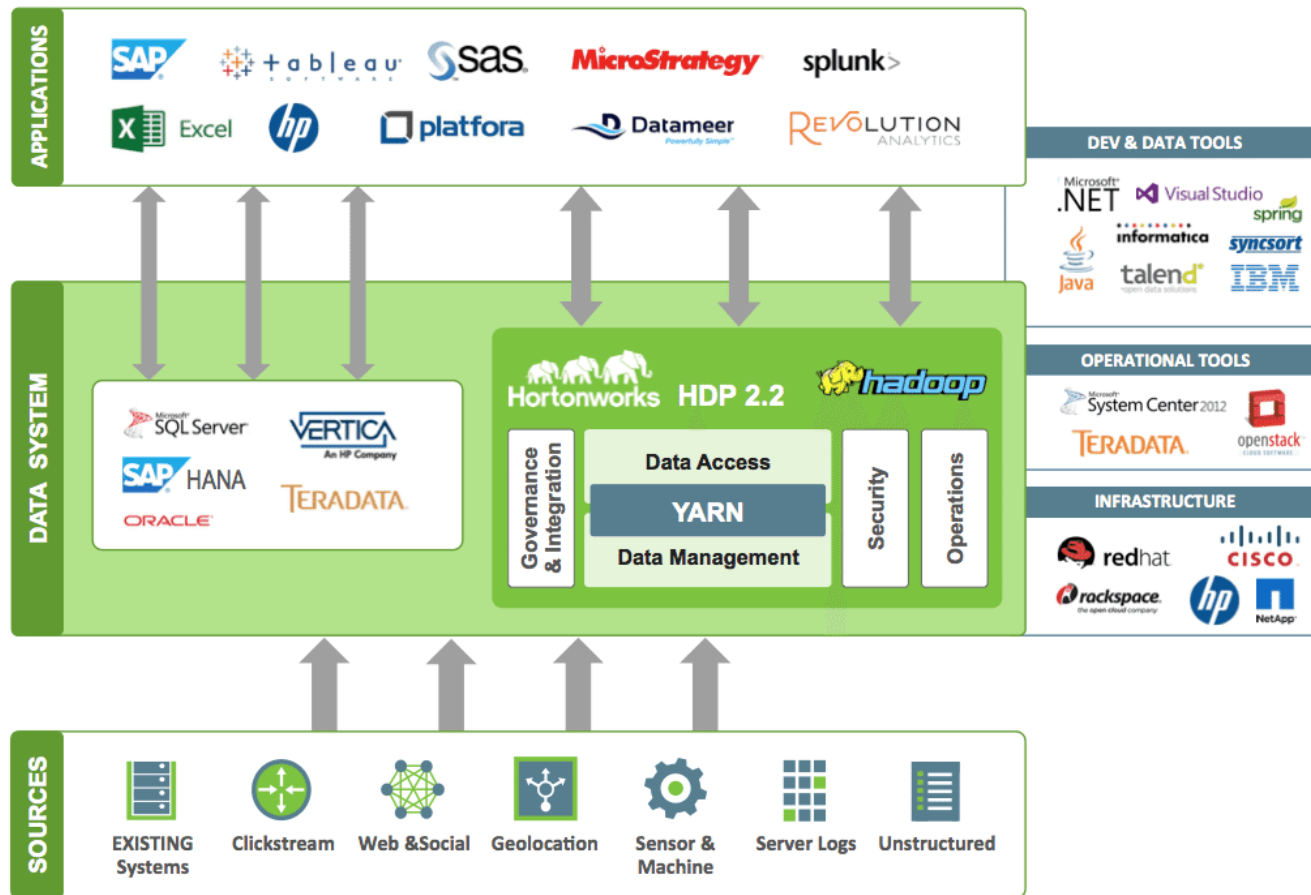 APPLICATIONS
SAP
+ a b l e a u
S O F T W A R E
sas
MicroStrategy
splunk>
X Excel
hp
platfora
Datameer
Powerfully Simple™
REVOLUTION
ANALYTICS
DEV & DATA TOOLS
Microsoft®
.NET
Visual Studio
spring
Java
informatica
syncsort
talend*
open data solutions
IBM
DATA SYSTEM
Microsoft®
SQL Server
VERTICA
An HP Company
SAP HANA
TERADATA
ORACLE
Hortonworks
HDP 2.2
hadoop
Governance
& Integration
Data Access
YARN
Data Management
Security
Operations
OPERATIONAL TOOLS
Microsoft®
System Center 2012
TERADATA
openstack
CLOUD SOFTWARE
INFRASTRUCTURE
redhat
CISCO
rackspace
the open cloud company
hp
NetApp
SOURCES
EXISTING
Systems
Clickstream
Web &Social
Geolocation
Sensor &
Machine
Server Logs
Unstructured